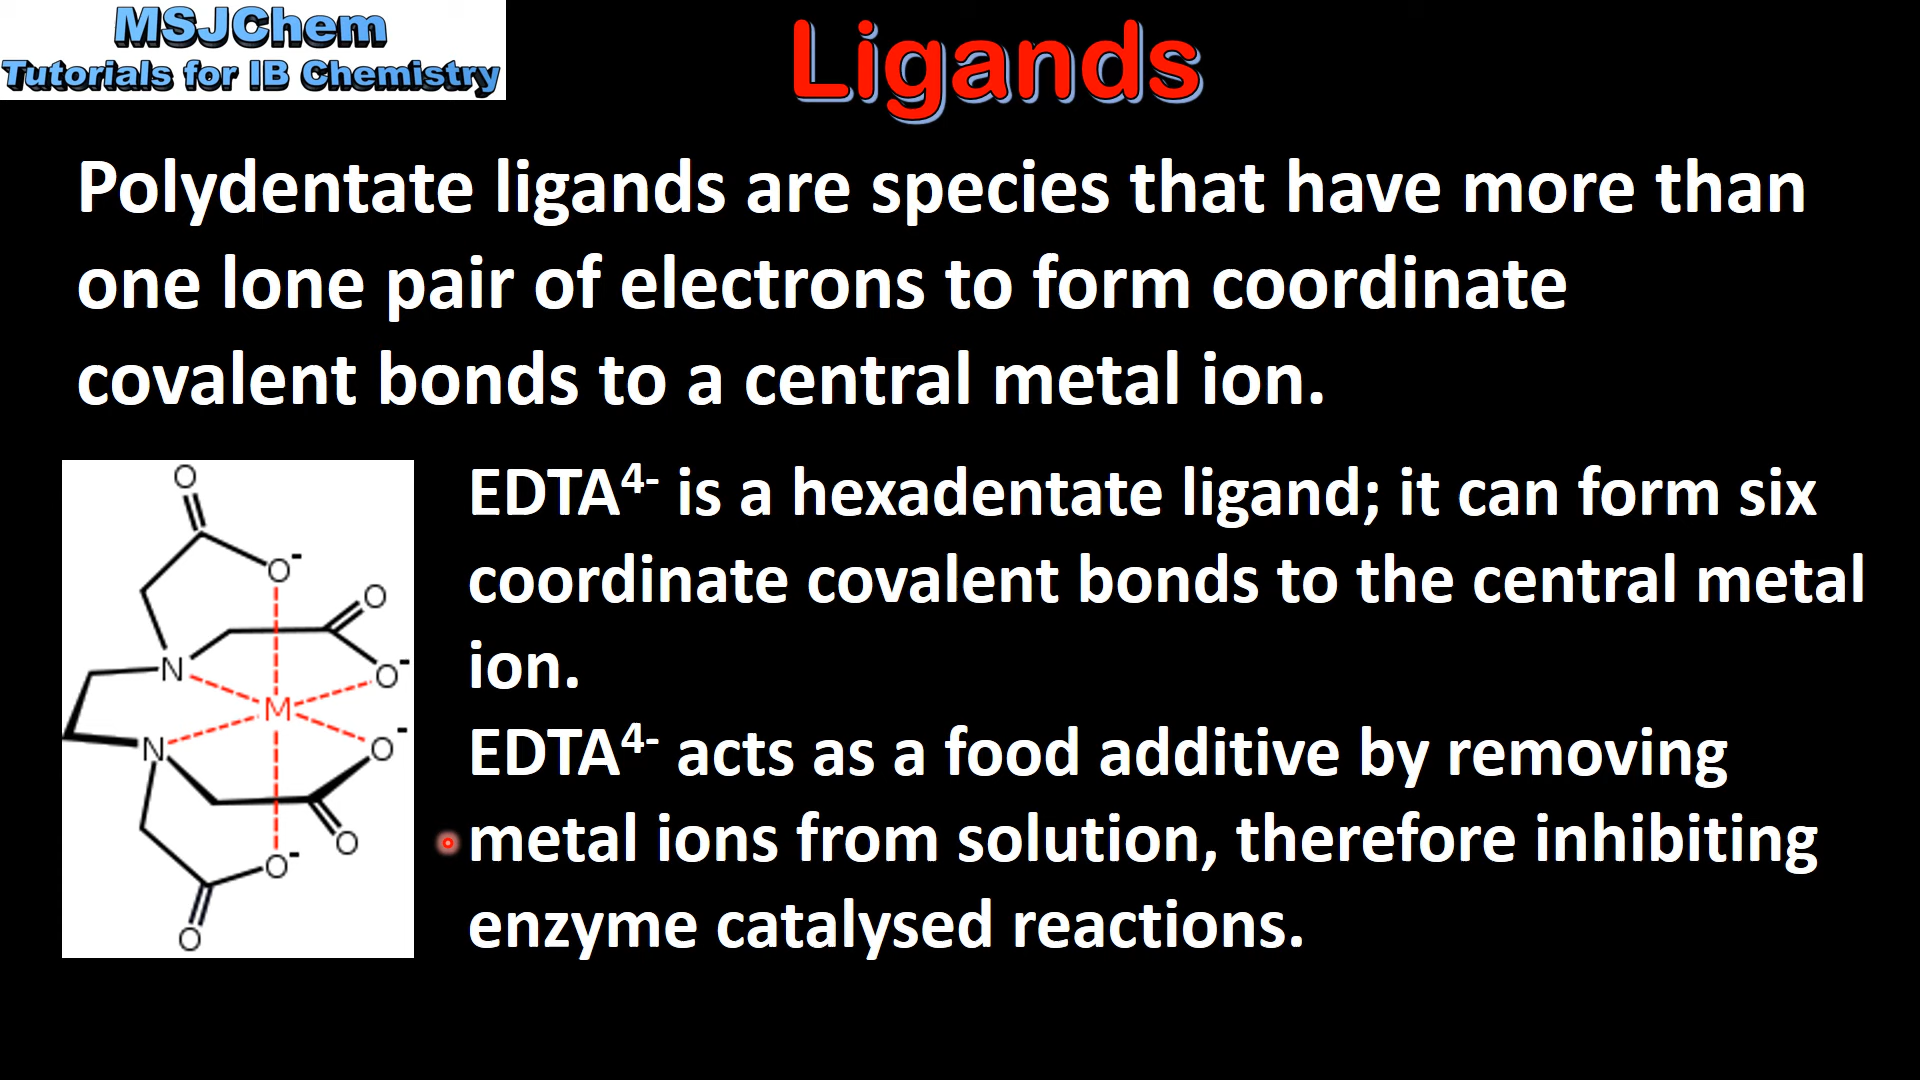 MSJChem
Tutorials for IB Chemistry
Ligands
Polydentate ligands are species that have more than
one lone pair of electrons to form coordinate
covalent bonds to a central metal ion.
EDTA⁴⁻ is a hexadentate ligand; it can form six
coordinate covalent bonds to the central metal
ion.
EDTA⁴⁻ acts as a food additive by removing
metal ions from solution, therefore inhibiting
enzyme catalysed reactions.
O
O⁻
O
N
O⁻
M
N
O⁻
O
O⁻
O